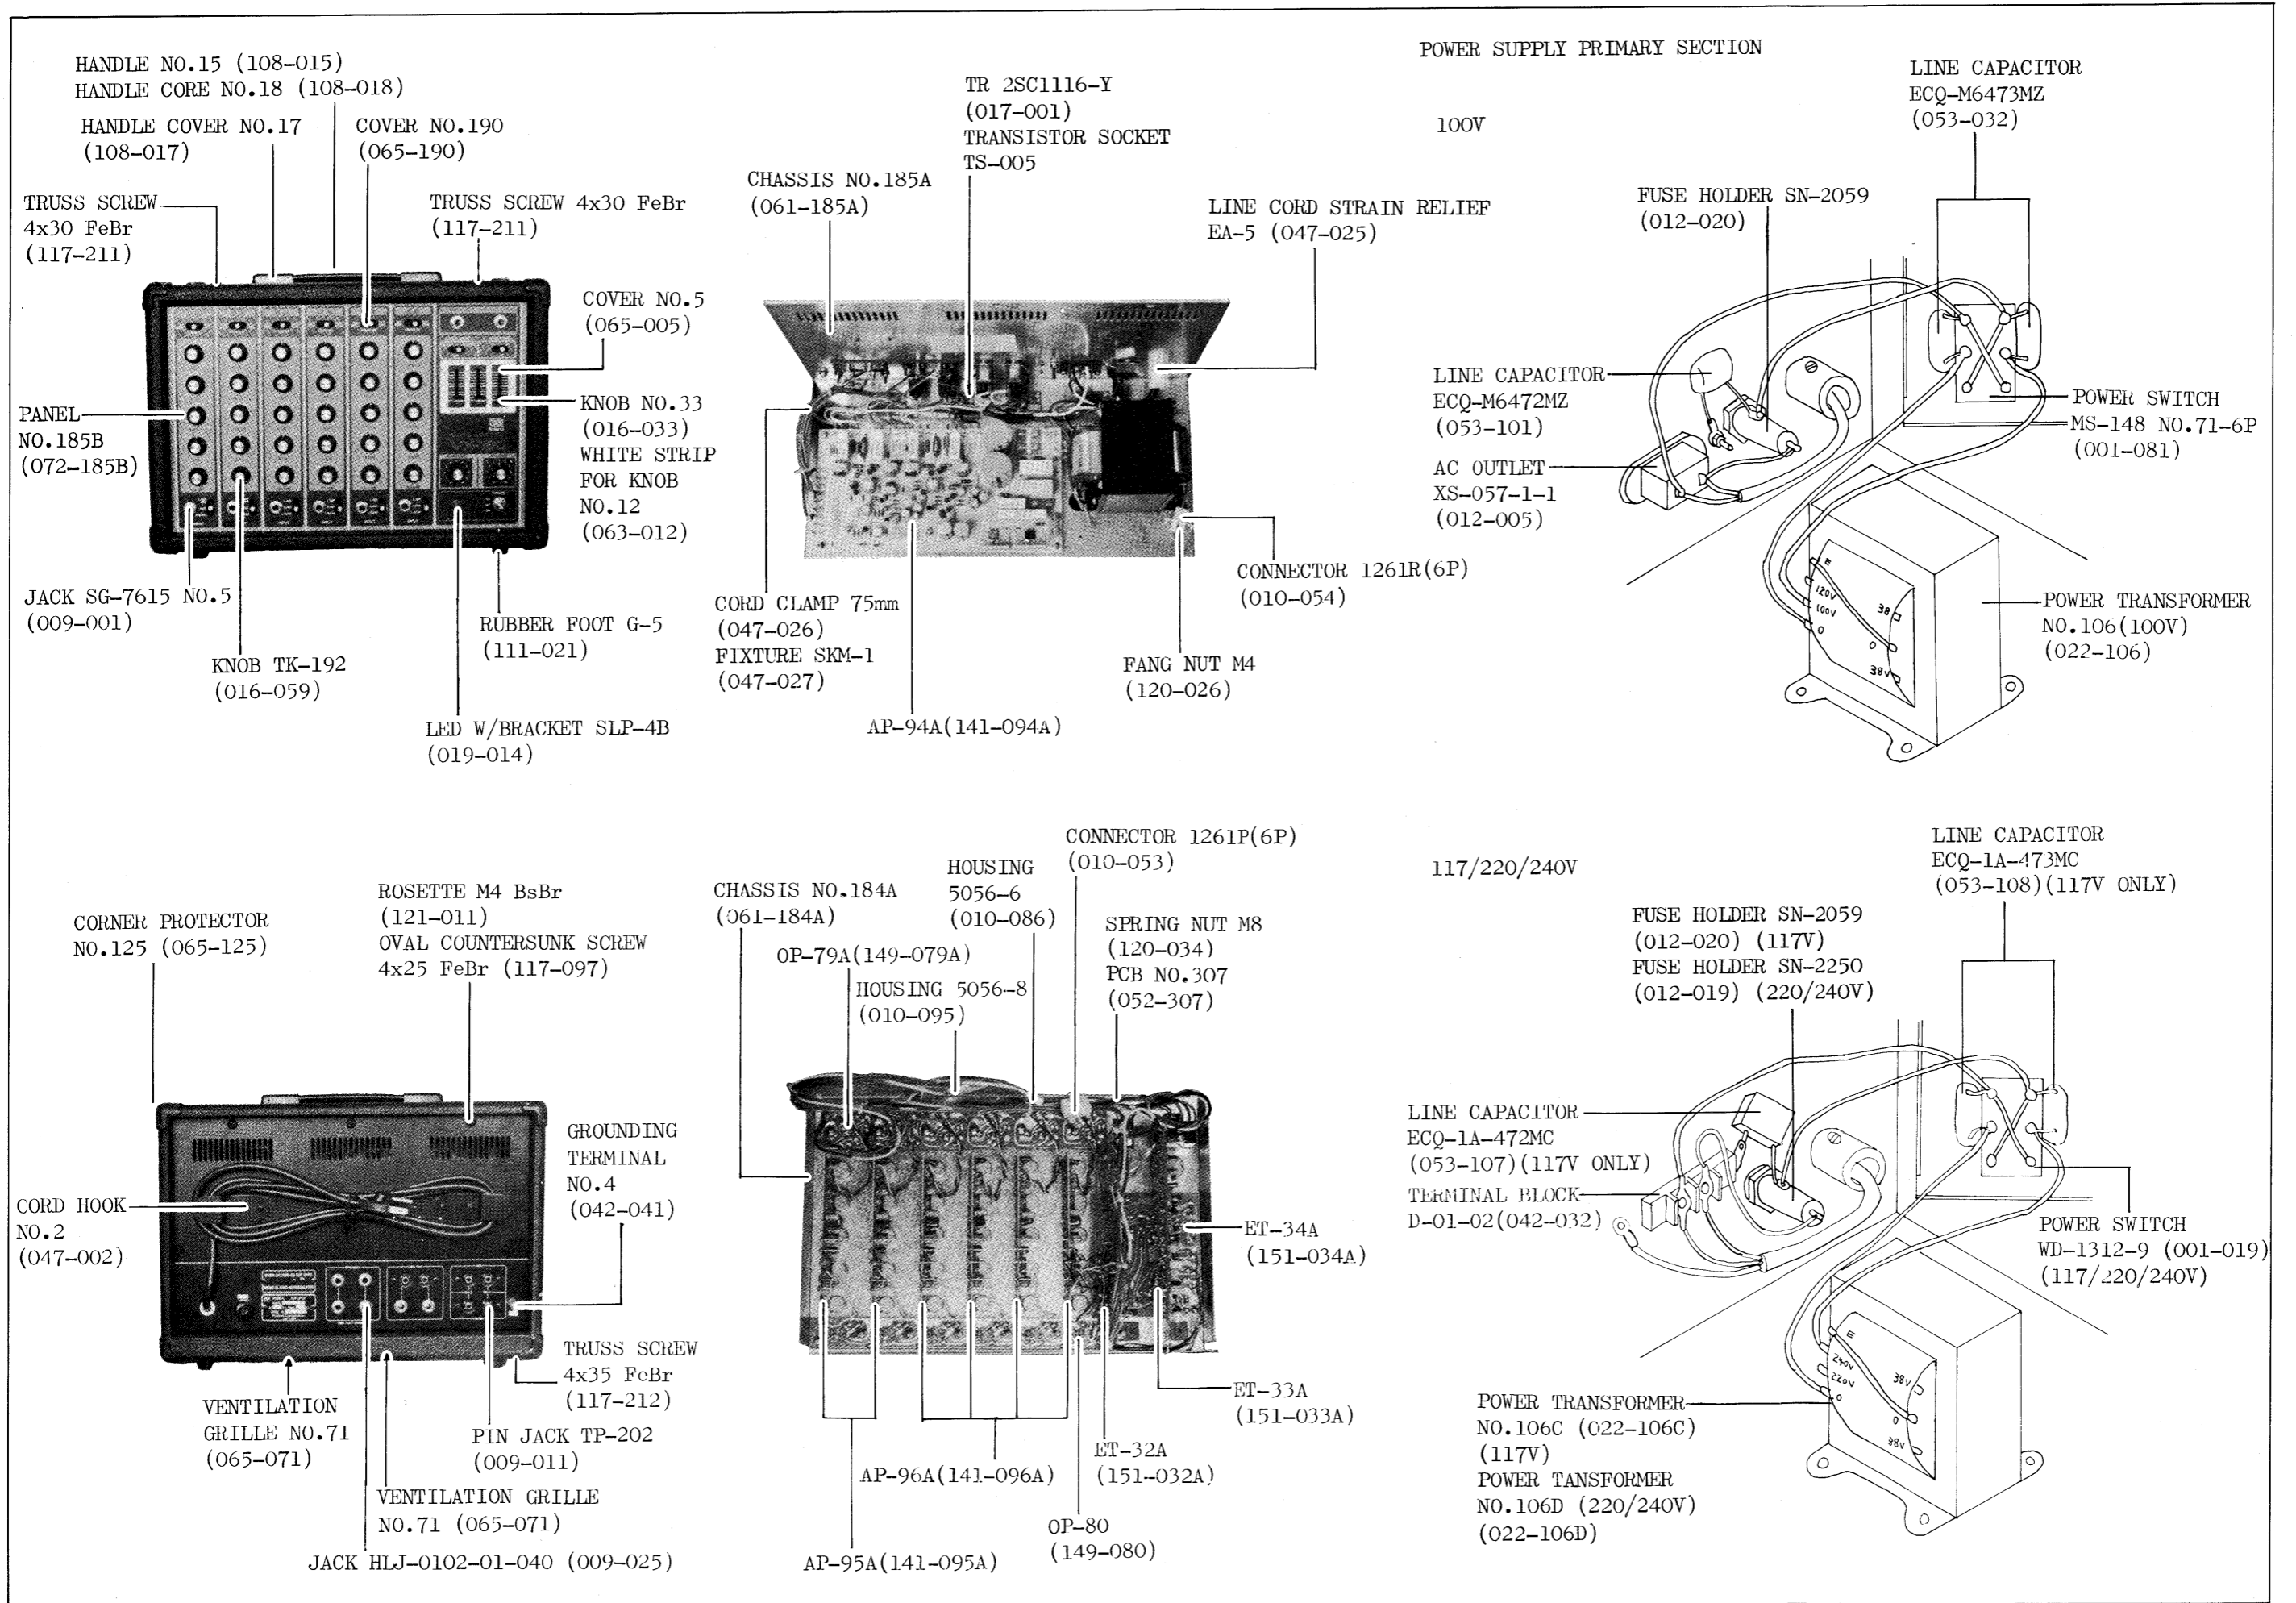 HANDLE NO.15 (108-015)
HANDLE CORE NO.18 (108-018)
HANDLE COVER NO.17
(108-017)
COVER NO.190
(065-190)
TRUSS SCREW
4x30 FeBr
(117-211)
TRUSS SCREW 4x30 FeBr
(117-211)
COVER NO.5
(065-005)
PANEL
NO.185B
(072-185B)
KNOB NO.33
(016-033)
WHITE STRIP
FOR KNOB
NO.12
(063-012)
JACK SG-7615 NO.5
(009-001)
KNOB TK-192
(016-059)
RUBBER FOOT G-5
(111-021)
LED W/BRACKET SLP-4B
(019-014)
TR 2SC1116-Y
(017-001)
TRANSISTOR SOCKET
TS-005
CHASSIS NO.185A
(061-185A)
LINE CORD STRAIN RELIEF
EA-5 (047-025)
CORD CLAMP 75mm
(047-026)
FIXTURE SKM-1
(047-027)
CONNECTOR 1261R(6P)
(010-054)
FANG NUT M4
(120-026)
AP-94A(141-094A)
POWER SUPPLY PRIMARY SECTION
100V
LINE CAPACITOR
ECQ-M6473MZ
(053-032)
FUSE HOLDER SN-2059
(012-020)
LINE CAPACITOR
ECQ-M6472MZ
(053-101)
AC OUTLET
XS-057-1-1
(012-005)
POWER SWITCH
MS-148 NO.71-6P
(001-081)
E
120V
100V
0
38
0
38V
POWER TRANSFORMER
NO.106(100V)
(022-106)
CORNER PROTECTOR
NO.125 (065-125)
ROSETTE M4 BsBr
(121-011)
OVAL COUNTERSUNK SCREW
4x25 FeBr (117-097)
CORD HOOK
NO.2
(047-002)
GROUNDING
TERMINAL
NO.4
(042-041)
TRUSS SCREW
4x35 FeBr
(117-212)
VENTILATION
GRILLE NO.71
(065-071)
PIN JACK TP-202
(009-011)
VENTILATION GRILLE
NO.71 (065-071)
JACK HLJ-0102-01-040 (009-025)
CHASSIS NO.184A
(061-184A)
HOUSING
5056-6
(010-086)
CONNECTOR 1261P(6P)
(010-053)
OP-79A(149-079A)
HOUSING 5056-8
(010-095)
SPRING NUT M8
(120-034)
PCB NO.307
(052-307)
ET-34A
(151-034A)
ET-33A
(151-033A)
ET-32A
(151-032A)
AP-96A(141-096A)
OP-80
(149-080)
AP-95A(141-095A)
117/220/240V
LINE CAPACITOR
ECQ-1A-473MC
(053-108)(117V ONLY)
FUSE HOLDER SN-2059
(012-020) (117V)
FUSE HOLDER SN-2250
(012-019) (220/240V)
LINE CAPACITOR
ECQ-1A-472MC
(053-107)(117V ONLY)
TERMINAL BLOCK
D-01-02(042-032)
POWER SWITCH
WD-1312-9 (001-019)
(117/220/240V)
E
240V
220V
0
38V
0
38V
POWER TRANSFORMER
NO.106C (022-106C)
(117V)
POWER TANSFORMER
NO.106D (220/240V)
(022-106D)